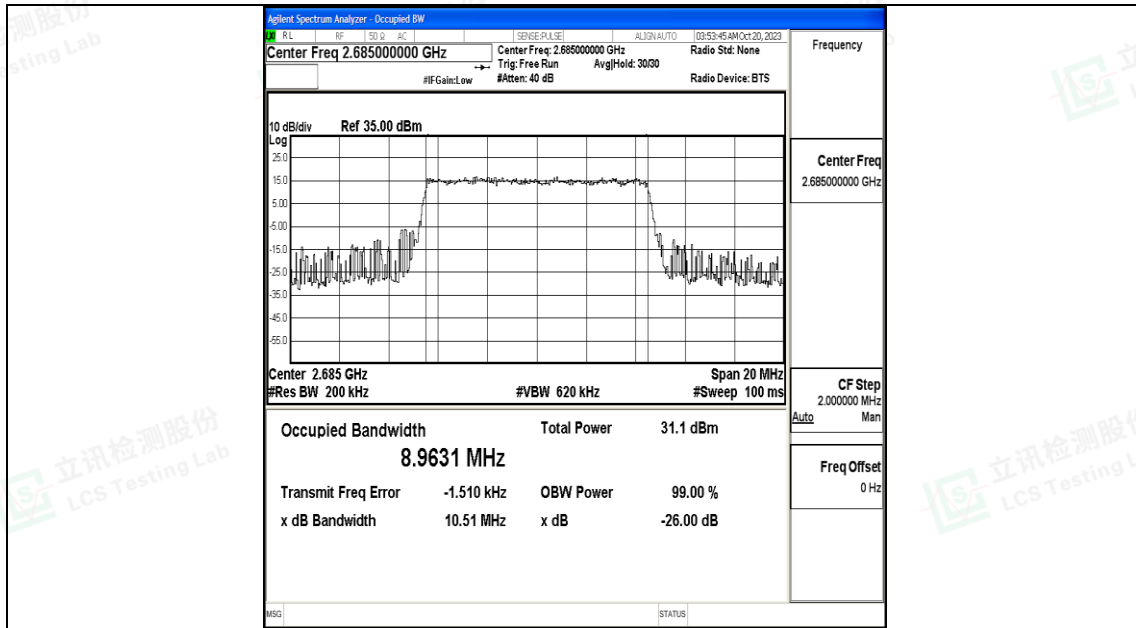 Agilent Spectrum Analyzer - Occupied BW
RL RF 50 Ω AC SENSE:PULSE ALIGN AUTO 03:53:45 AM Oct 20, 2023
Center Freq 2.685000000 GHz
Center Freq: 2.685000000 GHz
Radio Std: None
Trig: Free Run Avg|Hold: 30/30
#IFGain:Low #Atten: 40 dB Radio Device: BTS
Frequency
10 dB/div Ref 35.00 dBm
Log
25.0
15.0
5.00
-5.00
-15.0
-25.0
-35.0
-45.0
-55.0
Center 2.685 GHz Span 20 MHz
#Res BW 200 kHz #VBW 620 kHz #Sweep 100 ms
Center Freq
2.685000000 GHz
CF Step
2.000000 MHz
Auto Man
Freq Offset
0 Hz
Occupied Bandwidth Total Power 31.1 dBm
8.9631 MHz
Transmit Freq Error -1.510 kHz OBW Power 99.00 %
x dB Bandwidth 10.51 MHz x dB -26.00 dB
MSG STATUS
立讯检测股份
LCS Testing Lab
立讯检测股份
LCS Testing L